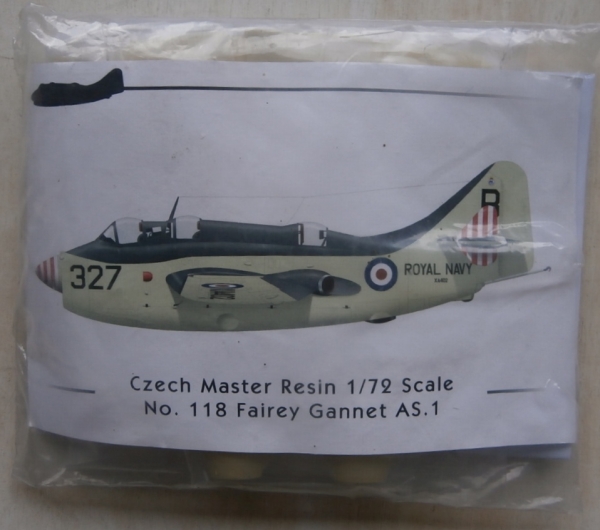 R
327
ROYAL NAVY
Czech Master Resin 1/72 Scale
No. 118 Fairey Gannet AS.1